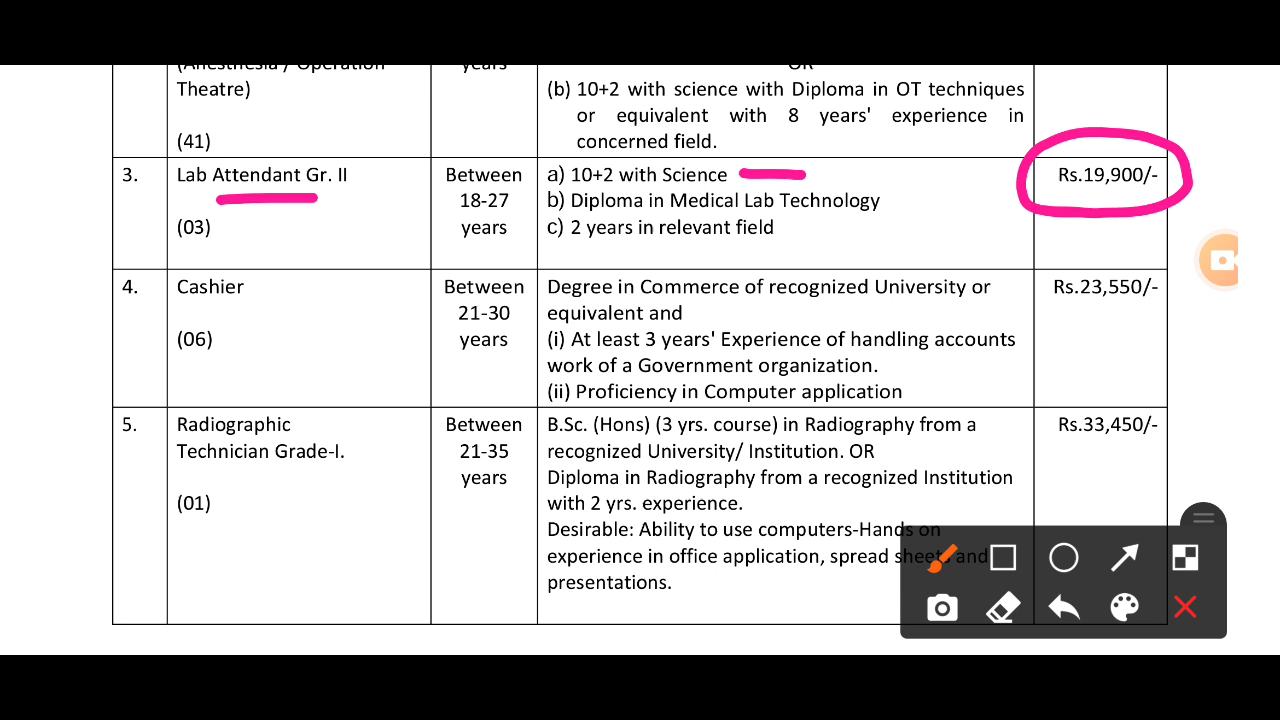 (Anesthesia / Operation
Theatre)
(41)
years
OR
(b) 10+2 with science with Diploma in OT techniques
or equivalent with 8 years' experience in
concerned field.
3.
Lab Attendant Gr. II
(03)
Between
18-27
years
a) 10+2 with Science
b) Diploma in Medical Lab Technology
c) 2 years in relevant field
Rs.19,900/-
4.
Cashier
(06)
Between
21-30
years
Degree in Commerce of recognized University or
equivalent and
(i) At least 3 years' Experience of handling accounts
work of a Government organization.
(ii) Proficiency in Computer application
Rs.23,550/-
5.
Radiographic
Technician Grade-I.
(01)
Between
21-35
years
B.Sc. (Hons) (3 yrs. course) in Radiography from a
recognized University/ Institution. OR
Diploma in Radiography from a recognized Institution
with 2 yrs. experience.
Desirable: Ability to use computers-Hands on
experience in office application, spread sheets and
presentations.
Rs.33,450/-